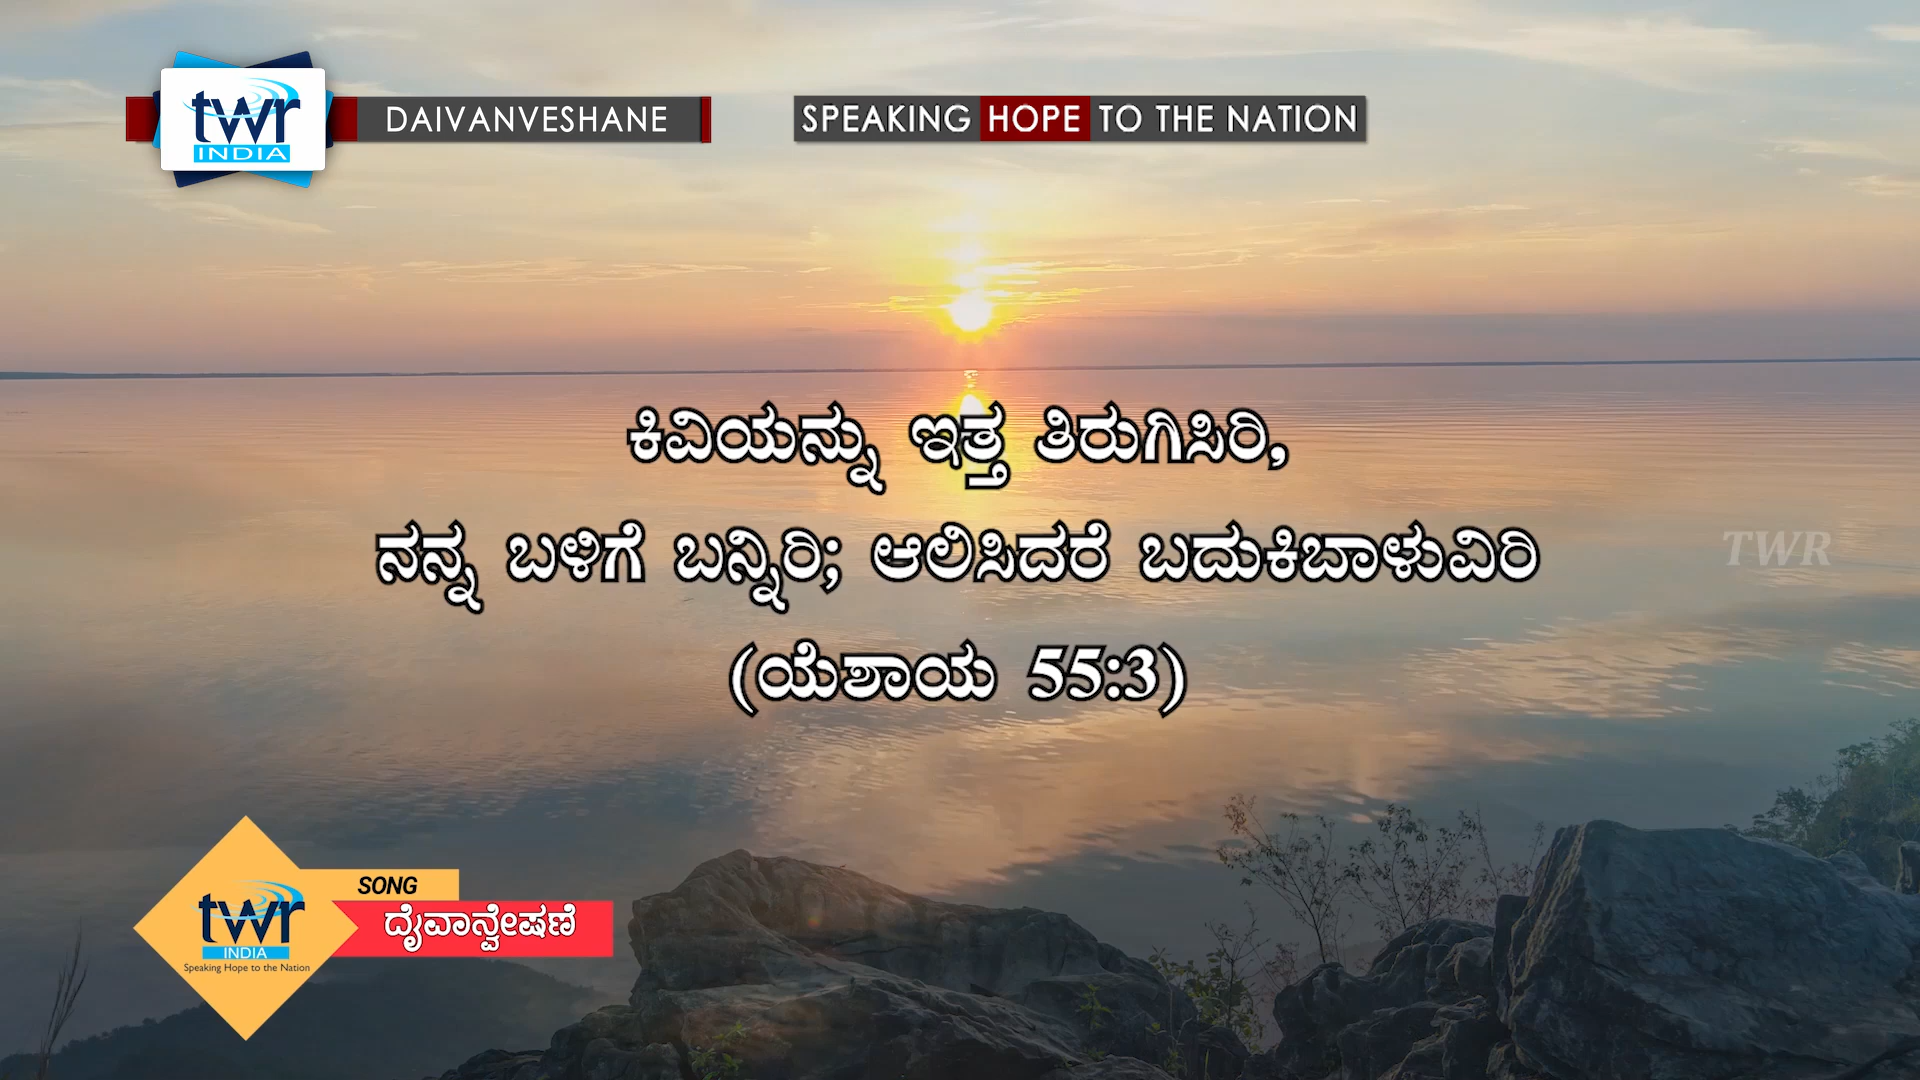 twr
INDIA
DAIVANVESHANE
SPEAKING HOPE TO THE NATION
ಕಿವಿಯನ್ನು ಇತ್ತ ತಿರುಗಿಸಿರಿ,
ನನ್ನ ಬಳಿಗೆ ಬನ್ನಿರಿ; ಆಲಿಸಿದರೆ ಬದುಕಿಬಾಳುವಿರಿ
TWR
(ಯೆಶಾಯ 55:3)
SONG
ದೈವಾನ್ವೇಷಣೆ
twr
INDIA
Speaking Hope to the Nation